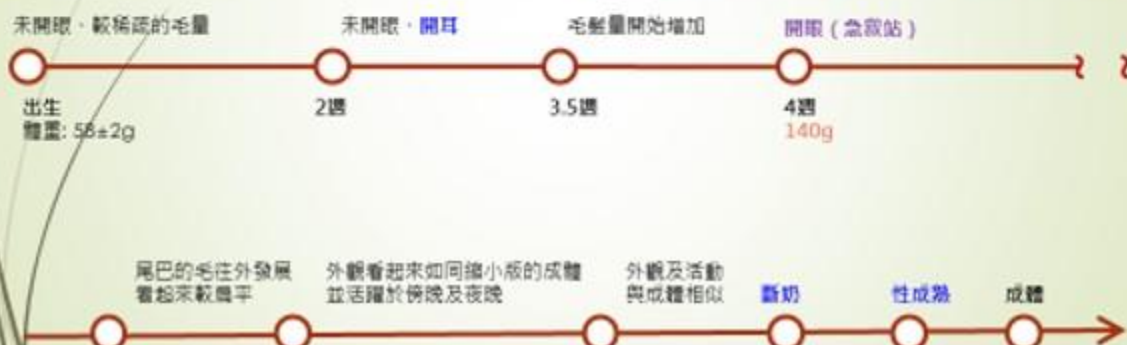 未開眼，較稀疏的毛量
未開眼，開耳
毛髮量開始增加
開眼（急救站）
出生
體重: 58±2g
2週
3.5週
4週
140g
尾巴的毛往外發展
看起來較扁平
外觀看起來如同縮小版的成體
並活躍於傍晚及夜晚
外觀及活動
與成體相似
斷奶
性成熟
成體